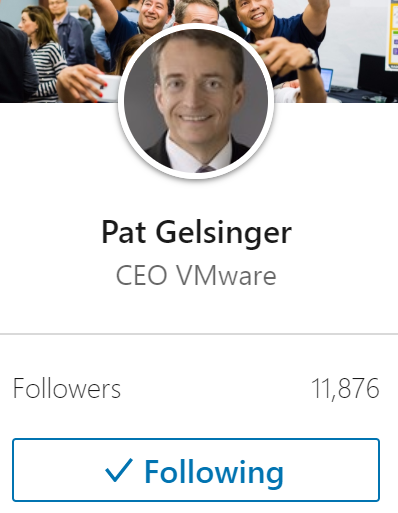 Pat Gelsinger
CEO VMware
Followers 11,876
Following